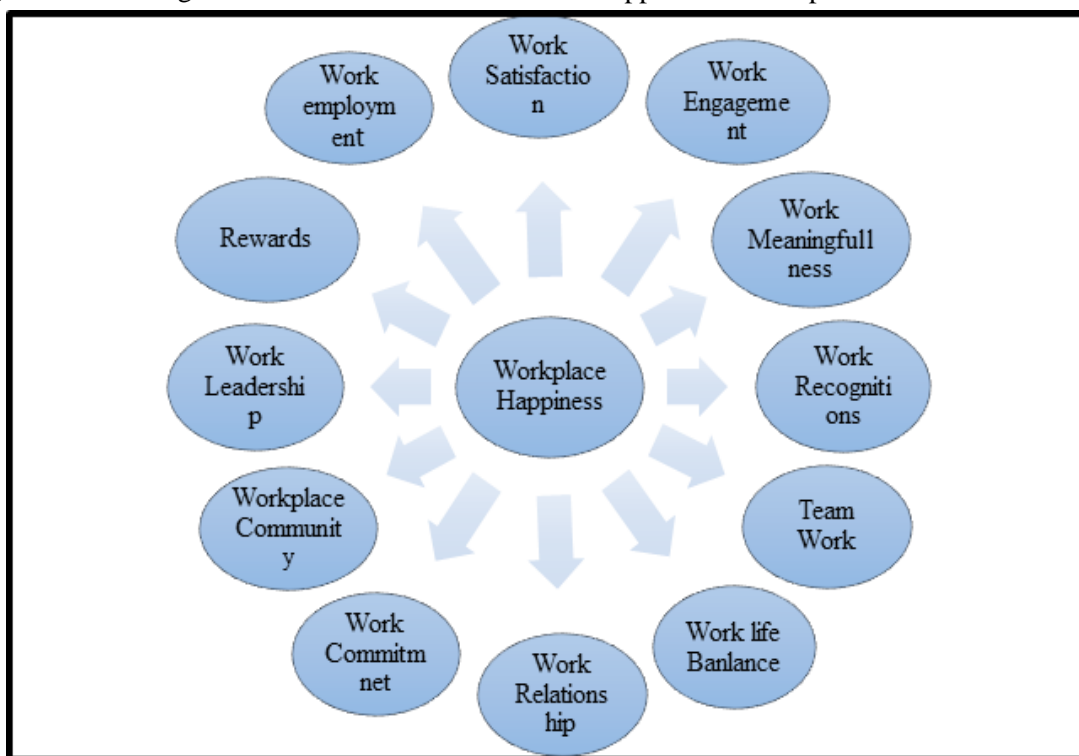 Work
Satisfactio
n
Work
Engageme
nt
Work
Meaningfull
ness
Work
Recogniti
ons
Team
Work
Work life
Banlance
Work
Relations
hip
Work
Commitm
net
Workplace
Communit
y
Work
Leadershi
p
Rewards
Work
employm
ent
Workplace
Happiness